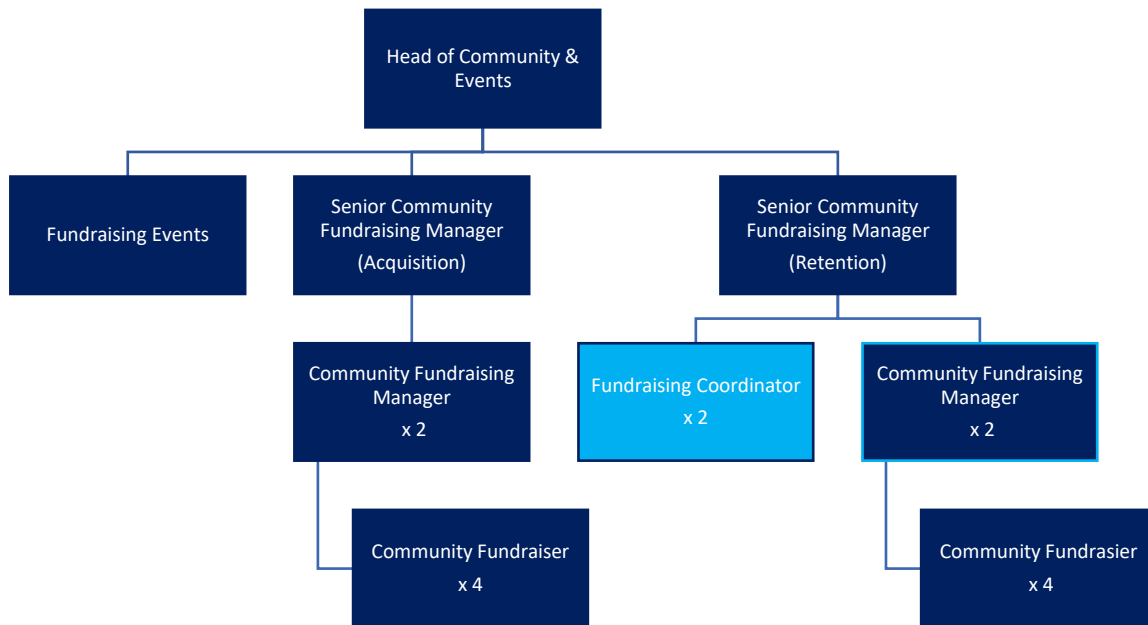 Head of Community &
Events
Fundraising Events
Senior Community
Fundraising Manager
(Acquisition)
Senior Community
Fundraising Manager
(Retention)
Community Fundraising
Manager
x 2
Fundraising Coordinator
x 2
Community Fundraising
Manager
x 2
Community Fundraiser
x 4
Community Fundrasier
x 4